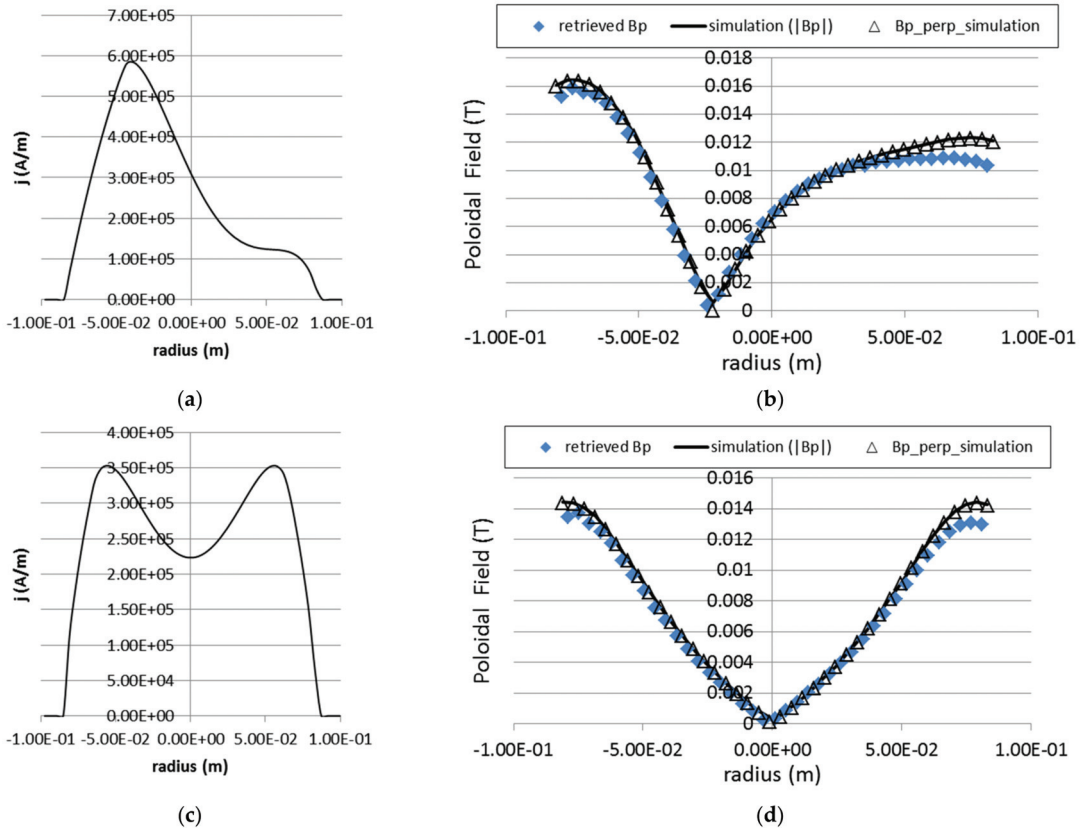 7.00E+05
6.00E+05
5.00E+05
4.00E+05
3.00E+05
2.00E+05
1.00E+05
0.00E+00
j (A/m)
-1.00E-01 -5.00E-02 0.00E+00 5.00E-02 1.00E-01
radius (m)
(a)
retrieved Bp simulation (|Bp|) Bp_perp_simulation
0.018
0.016
0.014
0.012
0.01
0.008
0.006
0.004
0.002
0
Poloidal Field (T)
-1.00E-01 -5.00E-02 0.00E+00 5.00E-02 1.00E-01
radius (m)
(b)
4.00E+05
3.50E+05
3.00E+05
2.50E+05
2.00E+05
1.50E+05
1.00E+05
5.00E+04
0.00E+00
j (A/m)
-1.00E-01 -5.00E-02 0.00E+00 5.00E-02 1.00E-01
radius (m)
(c)
retrieved Bp simulation (|Bp|) Bp_perp_simulation
0.016
0.014
0.012
0.01
0.008
0.006
0.004
0.002
0
Poloidal Field (T)
-1.00E-01 -5.00E-02 0.00E+00 5.00E-02 1.00E-01
radius (m)
(d)